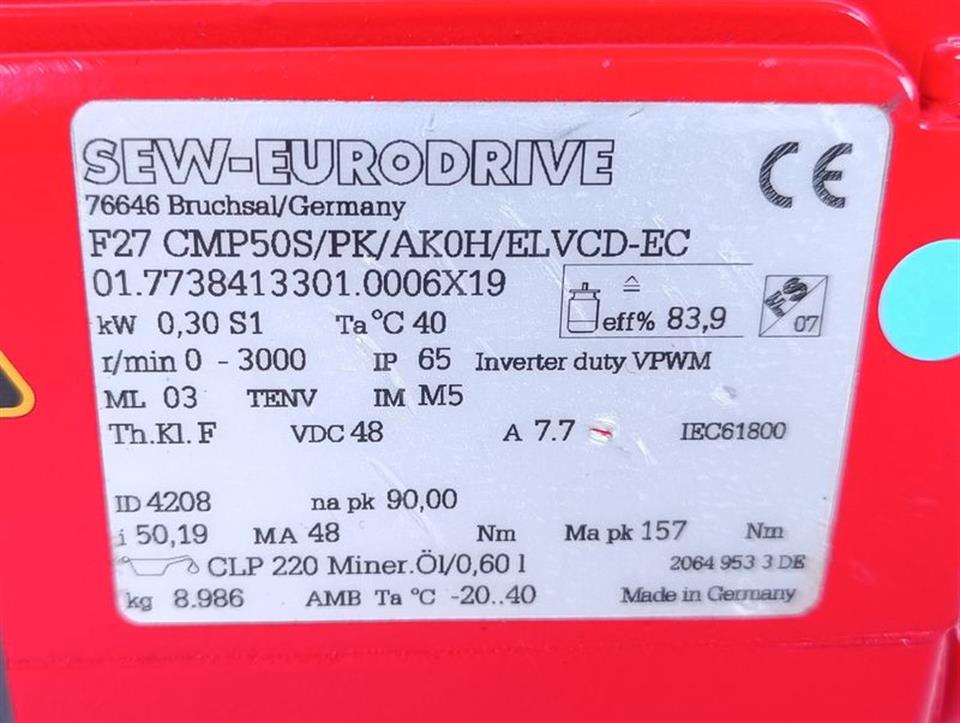 SEW-EURODRIVE
CE
76646 Bruchsal/Germany
F27 CMP50S/PK/AK0H/ELVCD-EC
01.7738413301.0006X19
eff% 83,9
07
kW 0,30 S1 Ta°C 40
r/min 0 - 3000 IP 65 Inverter duty VPWM
ML 03 TENV IM M5
Th.Kl. F VDC 48 A 7.7 IEC61800
ID 4208 na pk 90,00
i 50,19 MA 48 Nm Ma pk 157 Nm
CLP 220 Miner.Öl/0,60 l 2064 953 3 DE
kg 8.986 AMB Ta °C -20..40 Made in Germany